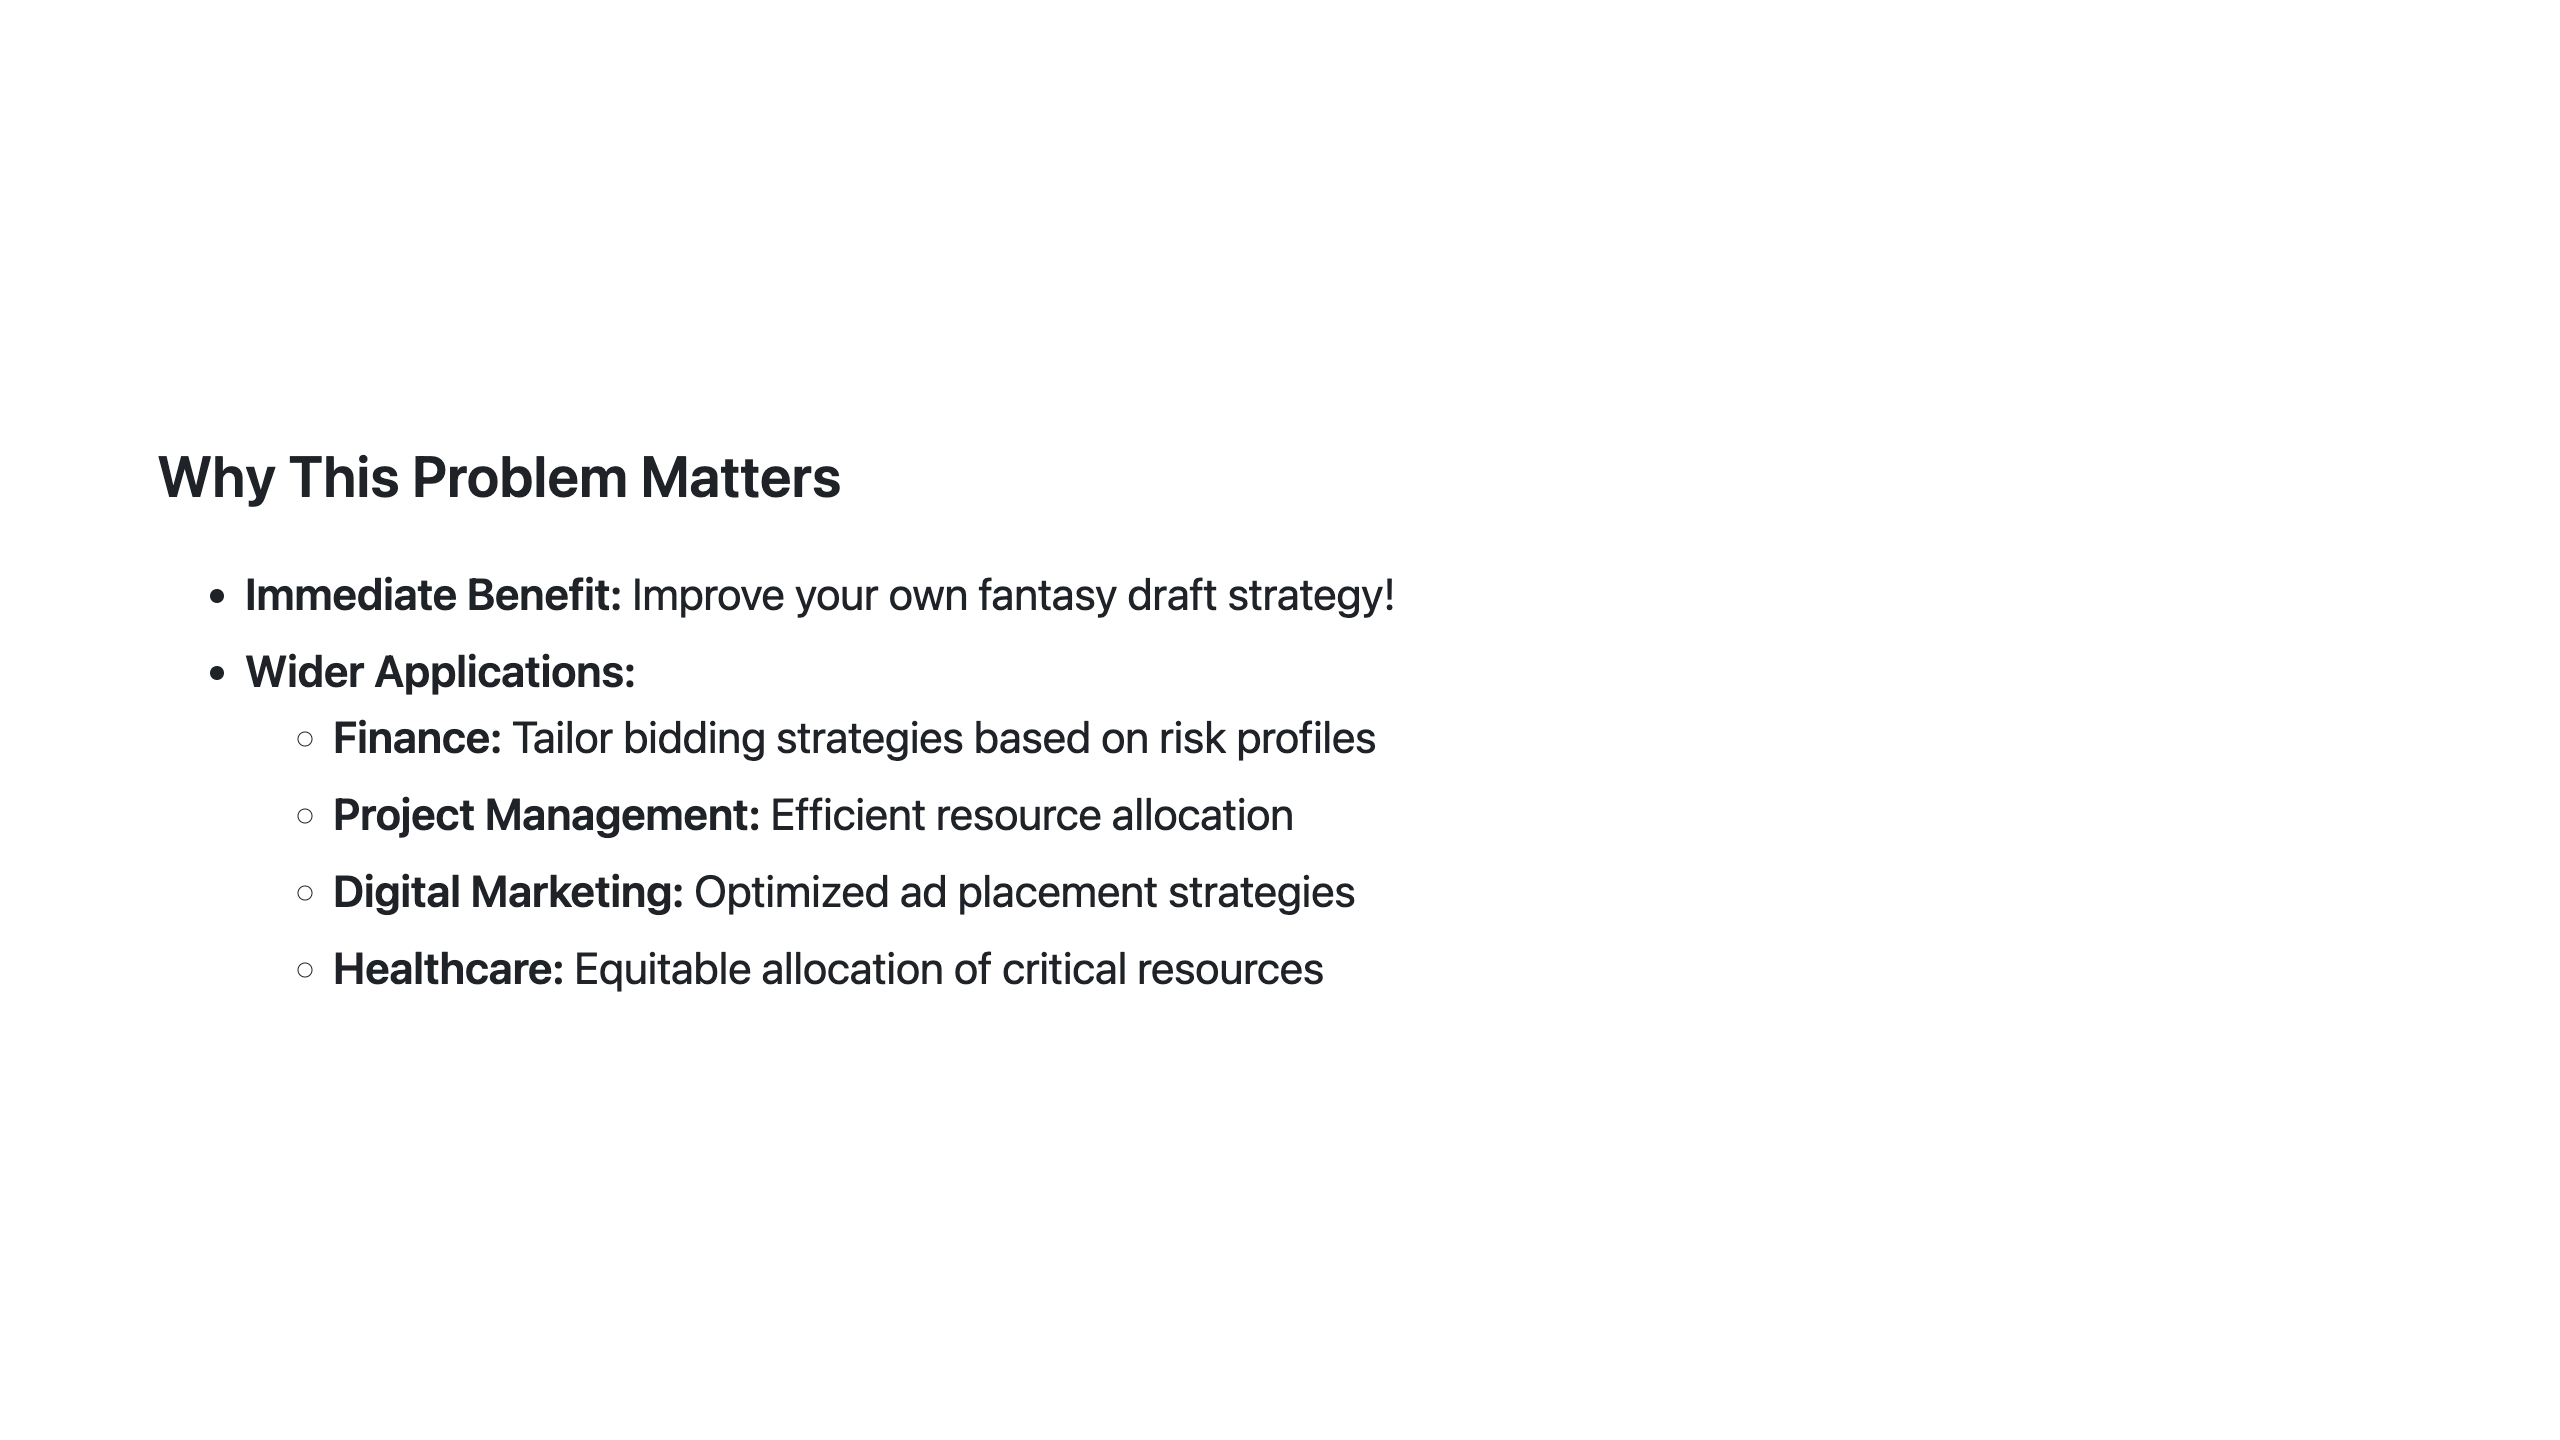 Why This Problem Matters
• Immediate Benefit: Improve your own fantasy draft strategy!
• Wider Applications:
○ Finance: Tailor bidding strategies based on risk profiles
○ Project Management: Efficient resource allocation
○ Digital Marketing: Optimized ad placement strategies
○ Healthcare: Equitable allocation of critical resources